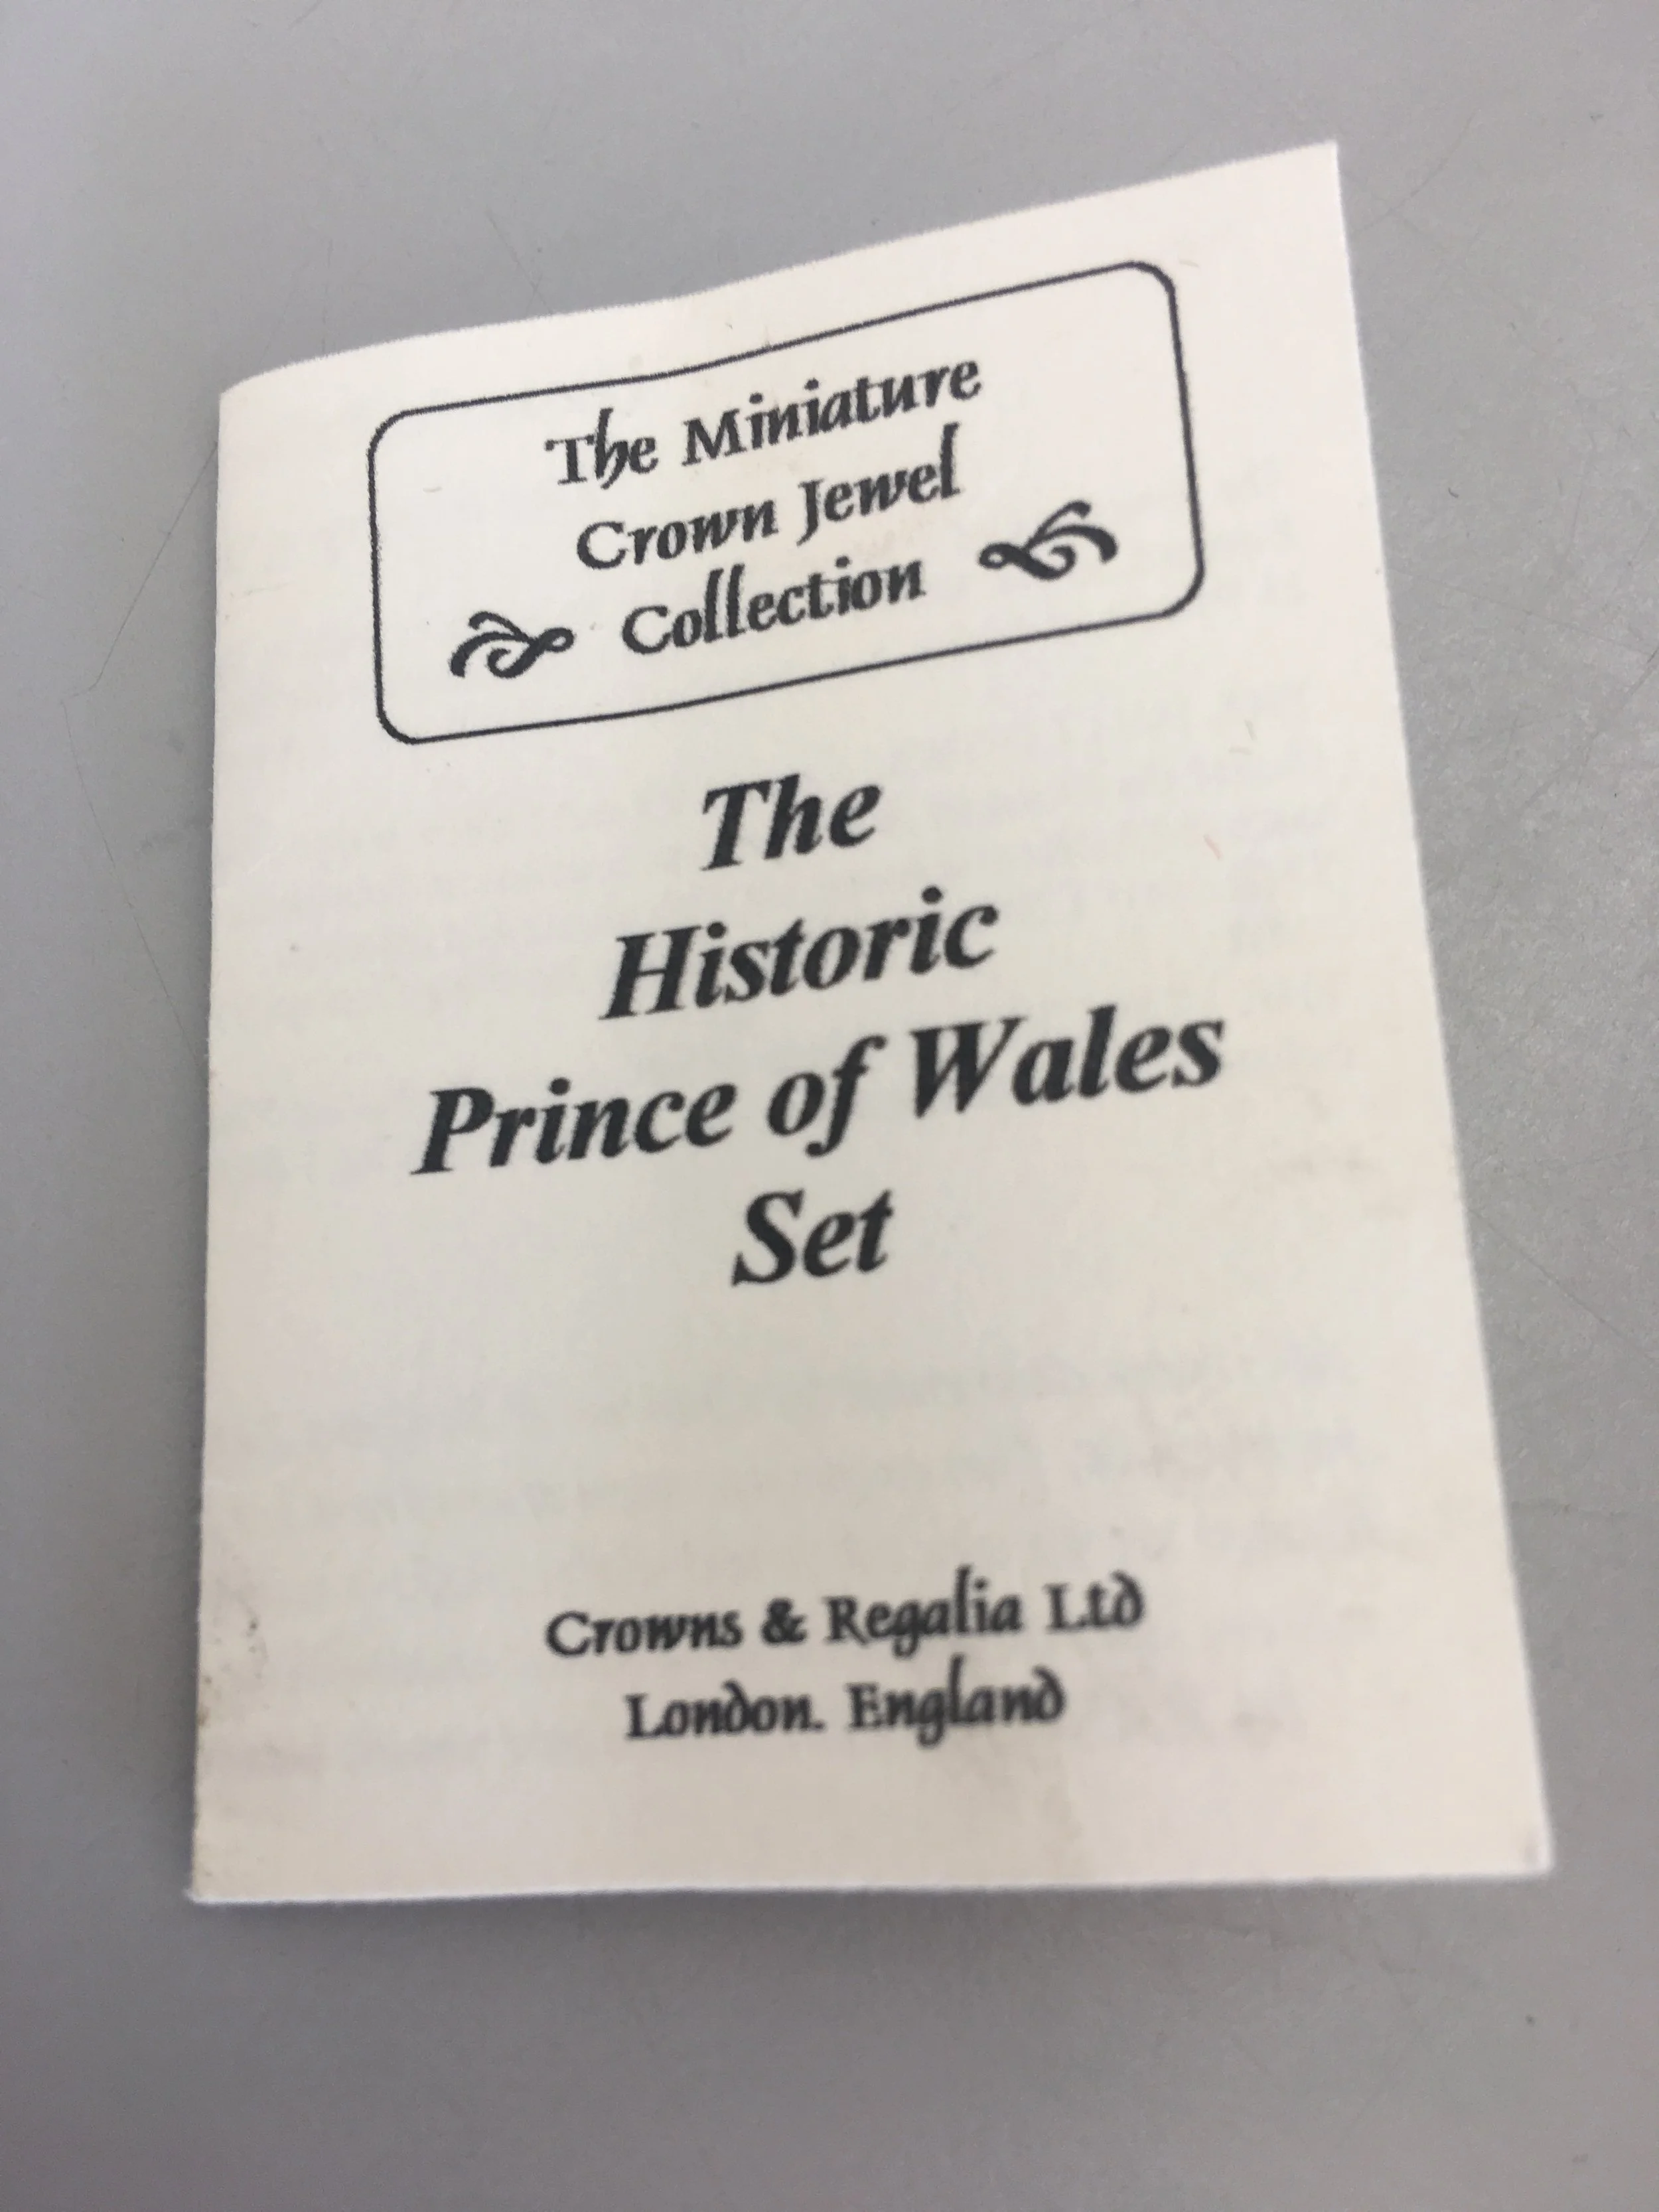 The Miniature
Crown Jewel
Collection
The
Historic
Prince of Wales
Set
Crowns & Regalia Ltd
London. England